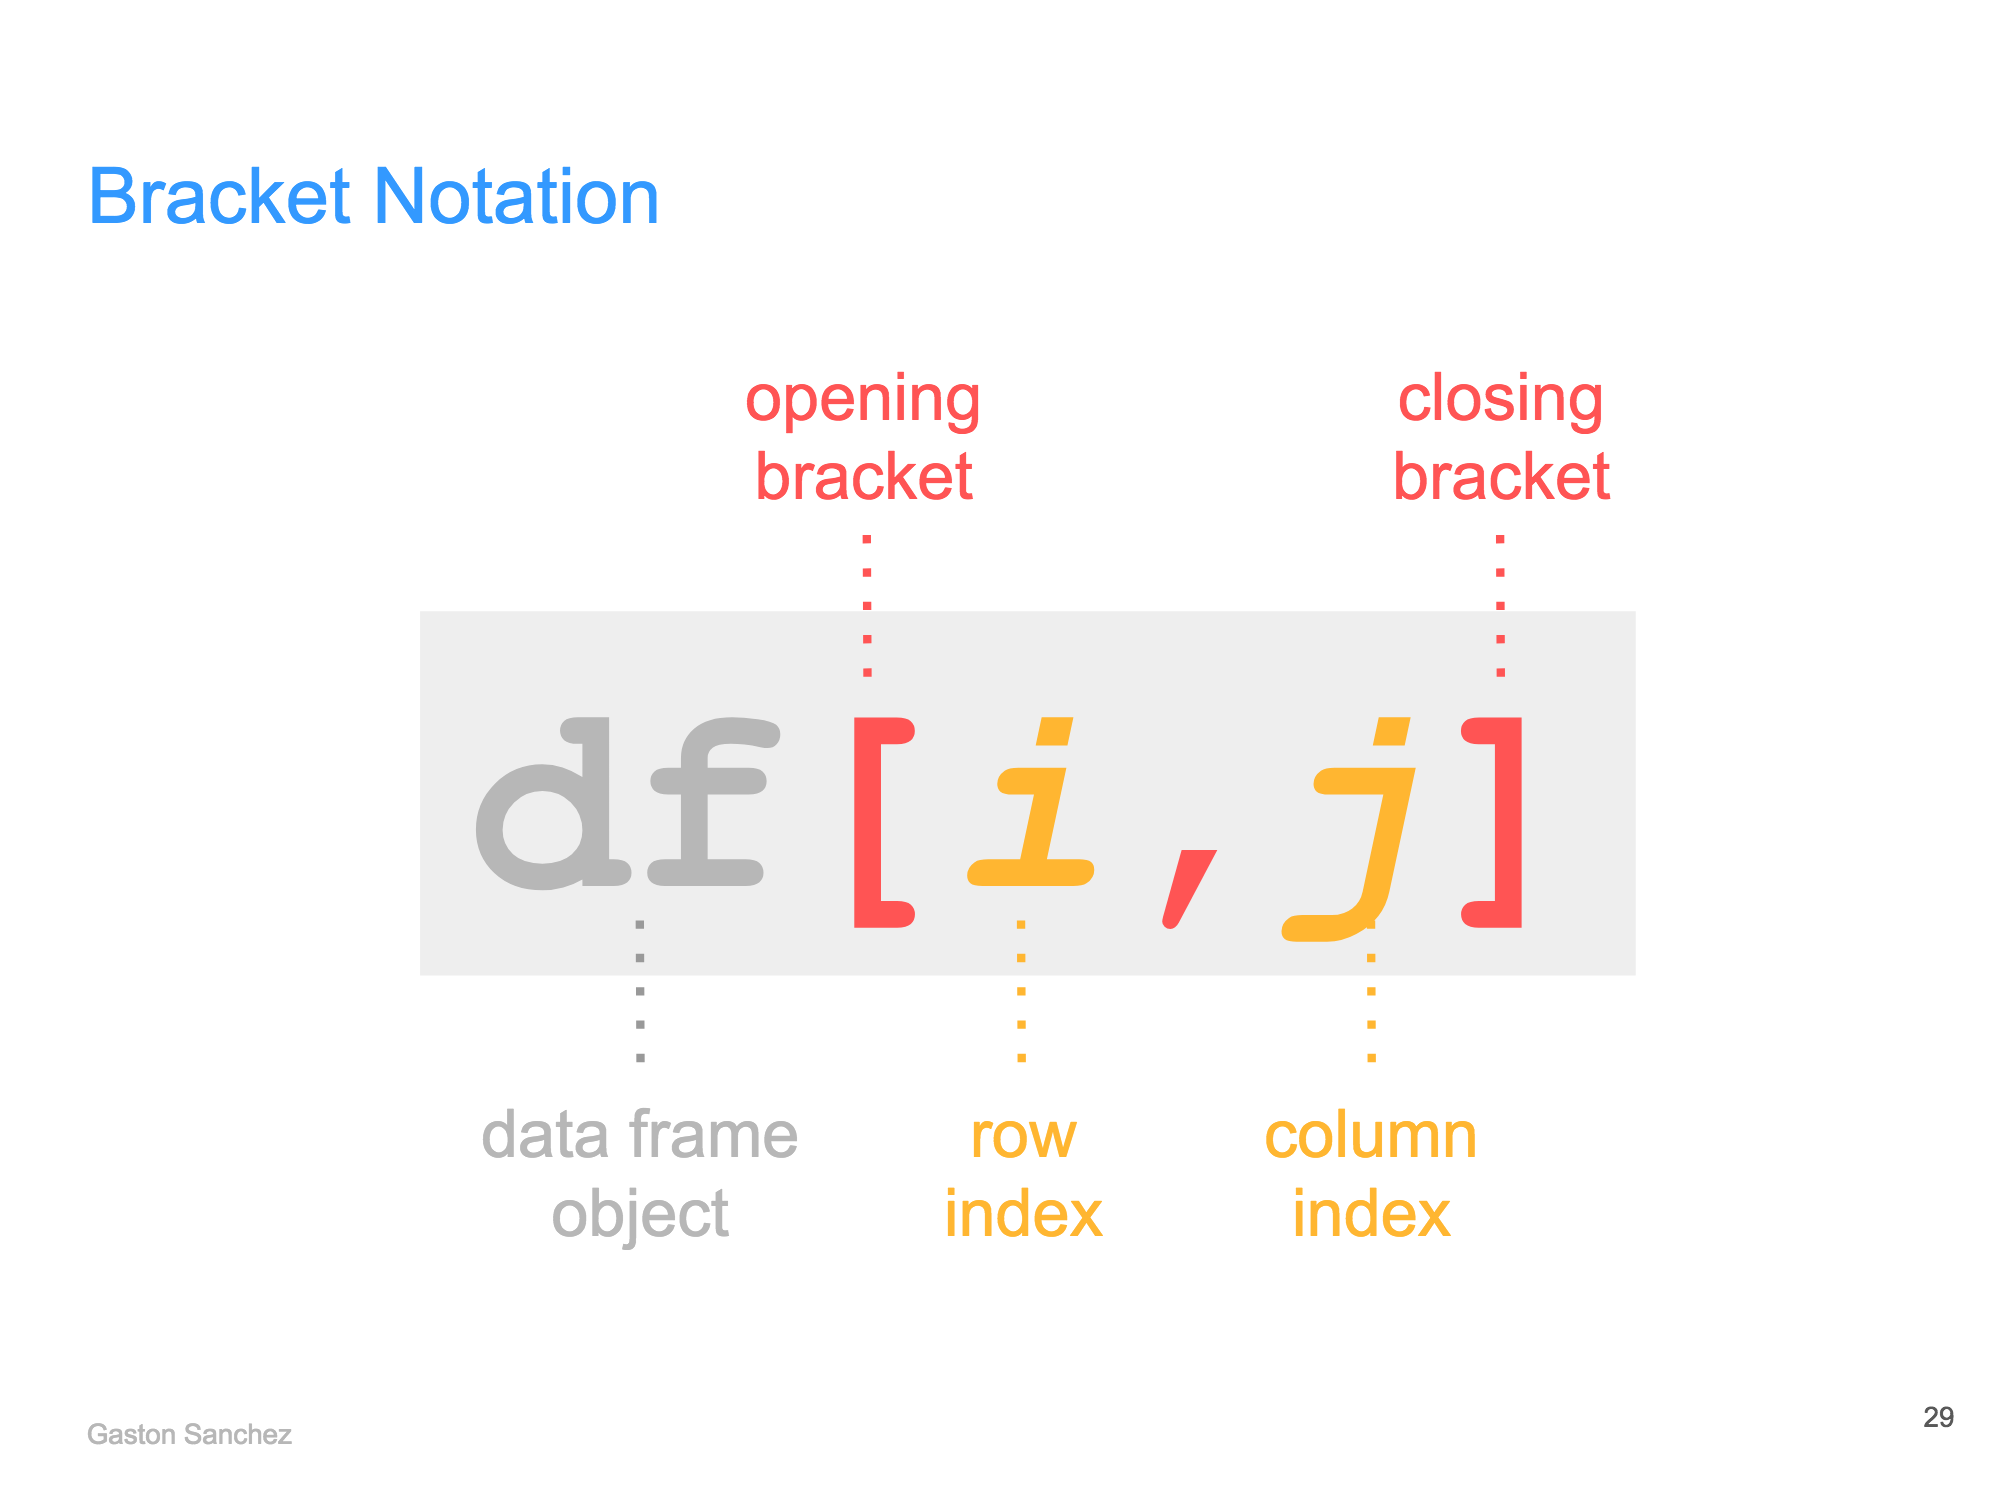 Bracket Notation
opening
bracket
closing
bracket
df[i,j]
data frame
object
row
index
column
index
Gaston Sanchez
29